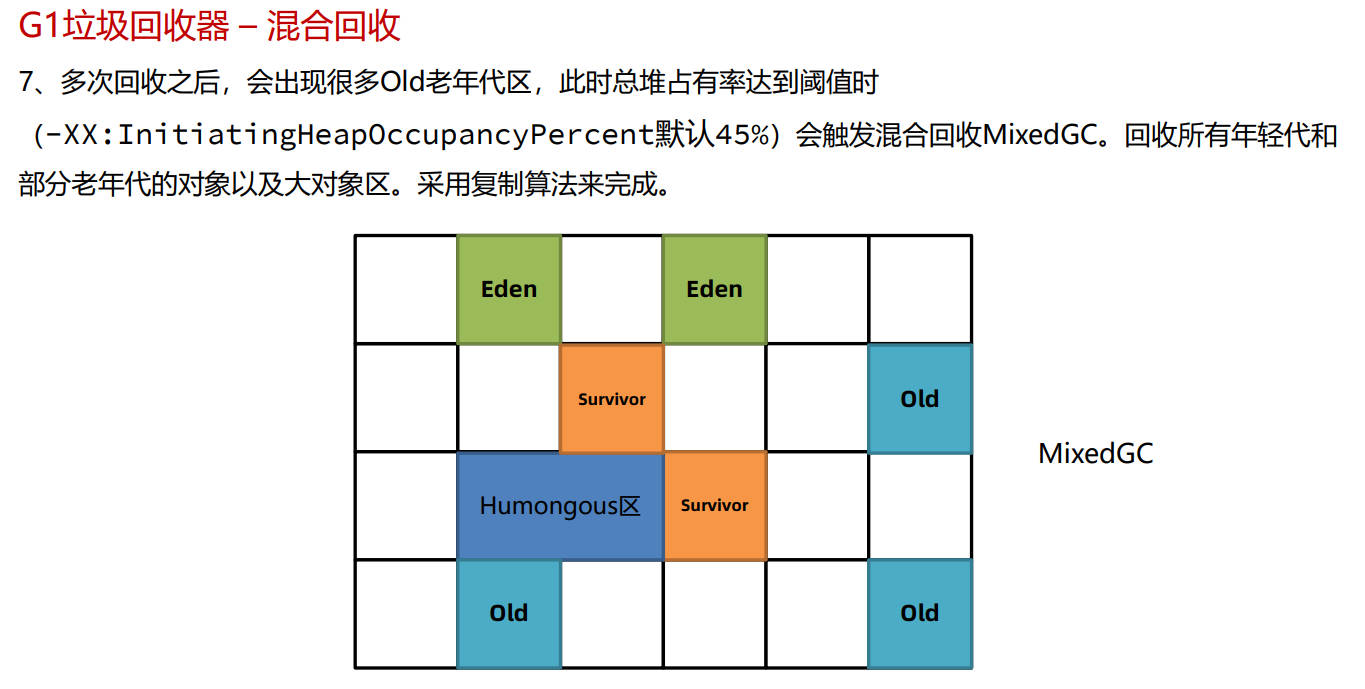 G1垃圾回收器 – 混合回收
7、多次回收之后，会出现很多Old老年代区，此时总堆占有率达到阈值时
（-XX:InitiatingHeapOccupancyPercent默认45%）会触发混合回收MixedGC。回收所有年轻代和
部分老年代的对象以及大对象区。采用复制算法来完成。
Eden
Eden
Survivor
Old
MixedGC
Humongous区
Survivor
Old
Old